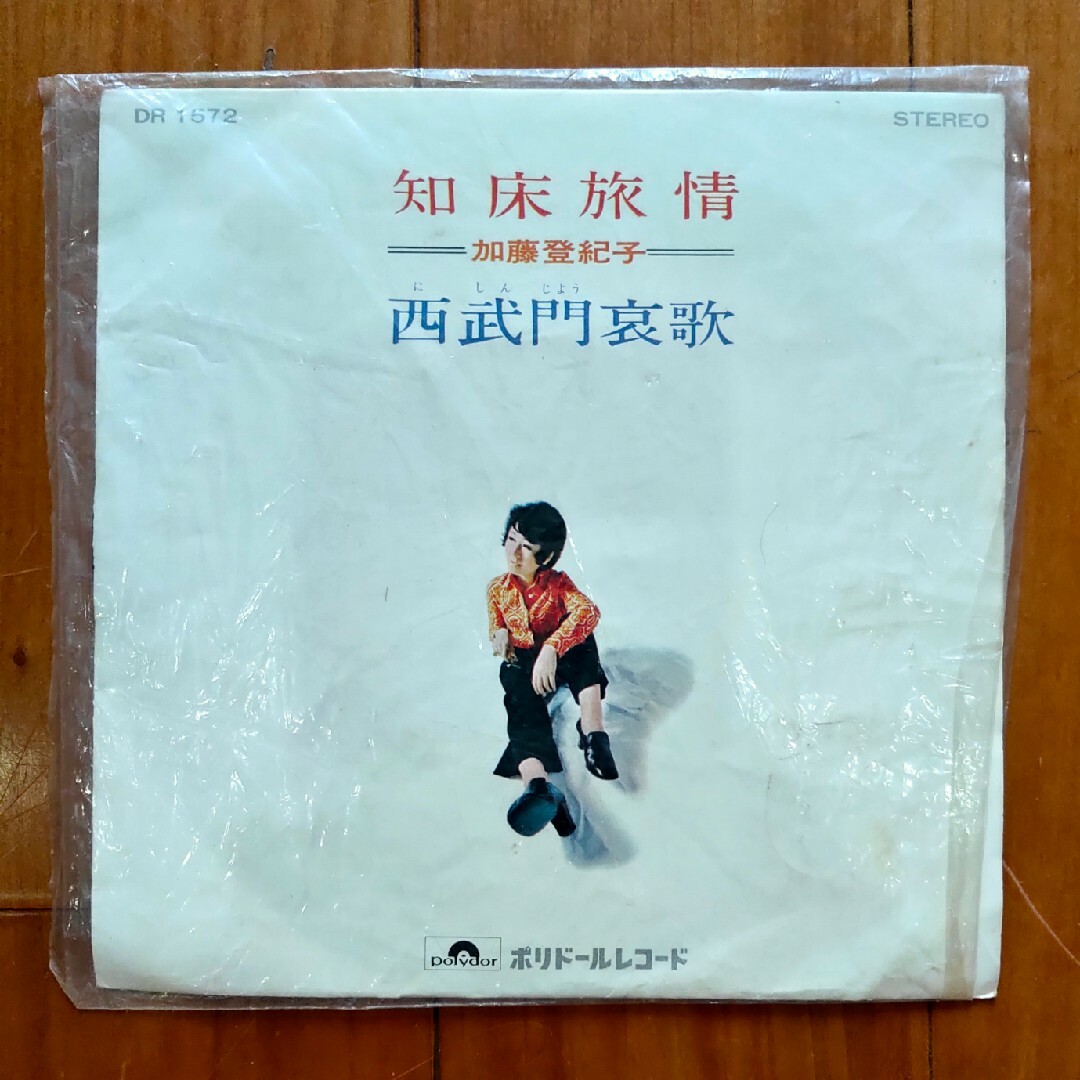 DR 1572
STEREO
知床旅情
加藤登紀子
にしんじょう
西武門哀歌
polydor ポリドールレコード